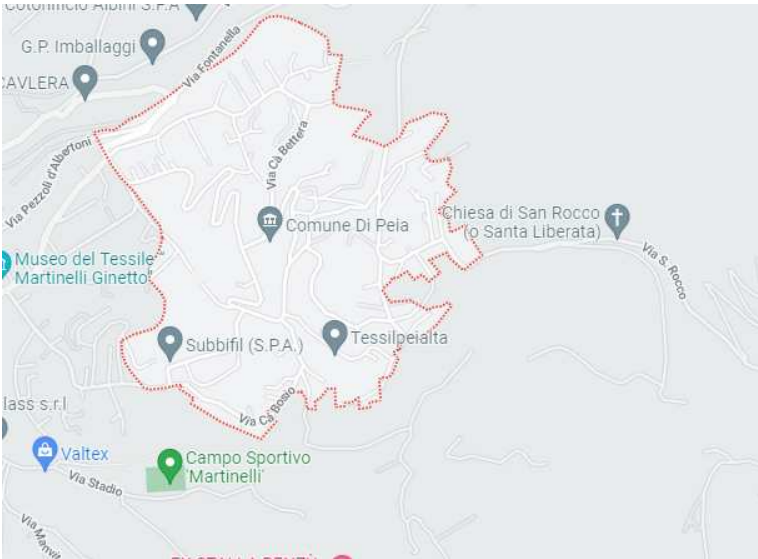 Cotonificio Albini S.P.A
G.P. Imballaggi
CAVLERA
Via Fontanella
Via Pezzoli d'Albertoni
Via Cà Bettera
Comune Di Peia
Chiesa di San Rocco
(o Santa Liberata)
Via S. Rocco
Museo del Tessile
Martinelli Ginetto"
Subbifil (S.P.A.)
Tessilpeialta
Via Cà Bosio
lass s.r.l
Valtex
Campo Sportivo
'Martinelli'
Via Stadio